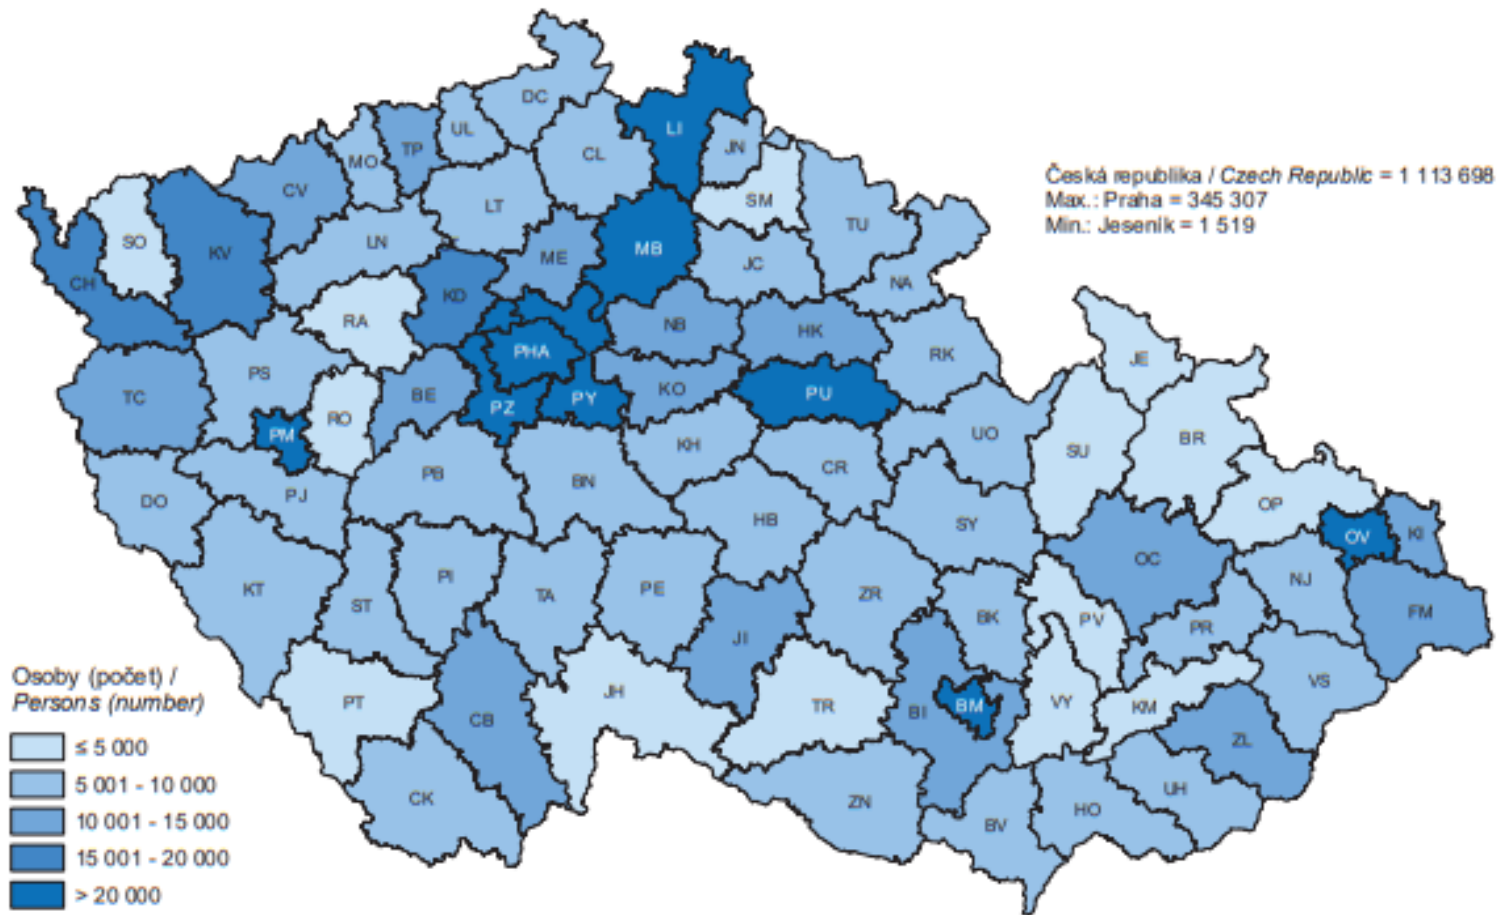 DC
UL
LI
JN
MO
TP
CL
CV
SM
LT
TU
SO
KV
LN
ME
MB
JC
CH
NA
KD
RA
NB
HK
PHA
RK
JE
TC
PS
BE
PZ
PY
KO
PU
RO
PM
UO
BR
SU
KH
CR
PB
BN
DO
PJ
HB
SY
OP
OV
KI
OC
NJ
KT
ST
PI
TA
PE
ZR
BK
PV
PR
FM
JI
VS
PT
CB
JH
TR
BI
BM
VY
KM
ZL
CK
ZN
BV
HO
UH
Česká republika / Czech Republic = 1 113 698
Max.: Praha = 345 307
Min.: Jeseník = 1 519
Osoby (počet) /
Persons (number)
≤ 5 000
5 001 - 10 000
10 001 - 15 000
15 001 - 20 000
> 20 000